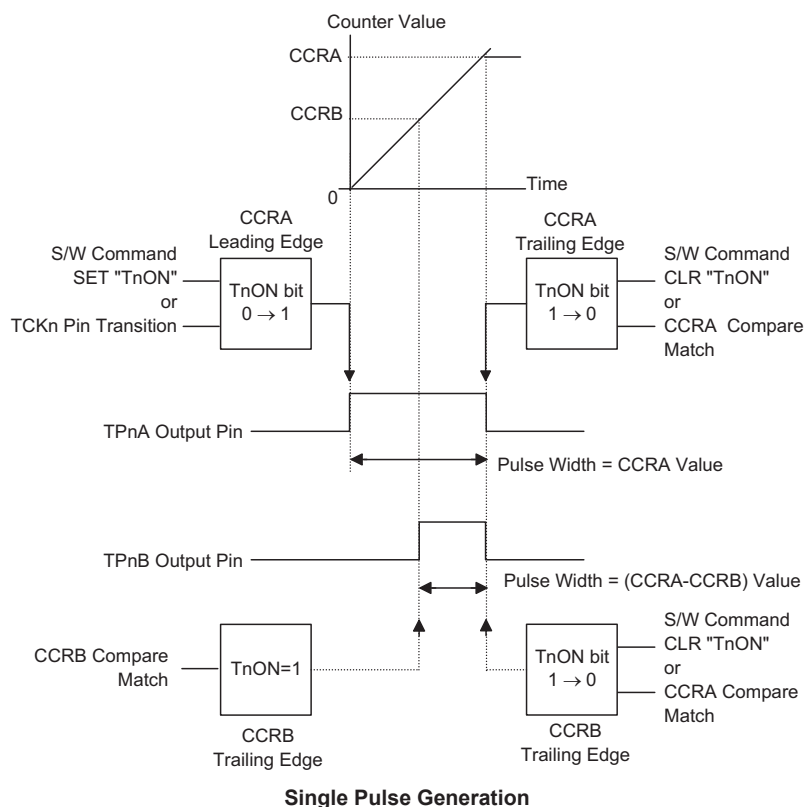 Counter Value
CCRA
CCRB
0
Time
CCRA
Leading Edge
S/W Command
SET "TnON"
or
TCKn Pin Transition
TnON bit
0 → 1
CCRA
Trailing Edge
TnON bit
1 → 0
S/W Command
CLR "TnON"
or
CCRA Compare
Match
TPnA Output Pin
Pulse Width = CCRA Value
TPnB Output Pin
Pulse Width = (CCRA-CCRB) Value
CCRB Compare
Match
TnON=1
CCRB
Trailing Edge
TnON bit
1 → 0
CCRB
Trailing Edge
S/W Command
CLR "TnON"
or
CCRA Compare
Match
Single Pulse Generation